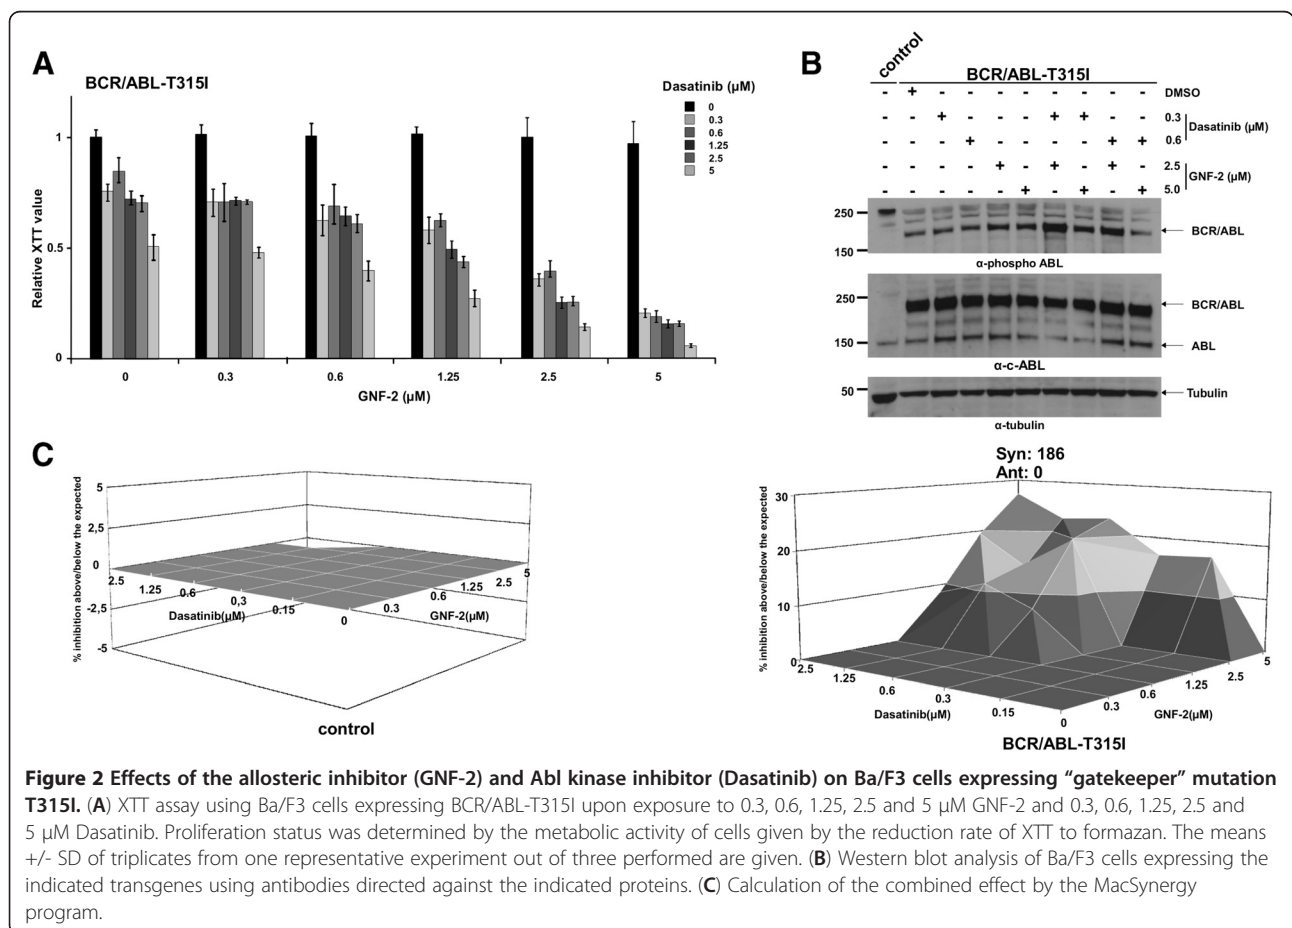 A
BCR/ABL-T315I
Dasatinib (µM)
0
0.3
0.6
1.25
2.5
5
Relative XTT value
1
0.5
0
0 0.3 0.6 1.25 2.5 5
GNF-2 (µM)
B
control
BCR/ABL-T315I
- + - - - - - - - - DMSO
- - + - - - + + - - 0.3
Dasatinib (µM)
- - - + - - - - + + 0.6
- - - - + - + - + - 2.5
GNF-2 (µM)
- - - - - + - + - + 5.0
250
BCR/ABL
150
α-phospho ABL
250
BCR/ABL
150
ABL
α-c-ABL
50
Tubulin
α-tubulin
C
% inhibition above/below the expected
5
2,5
0
-2,5
-5
2.5 1.25 0.6 0,3 0.15 0
Dasatinib(µM)
0.3 0.6 1.25 2.5 5
GNF-2(µM)
control
Syn: 186
Ant: 0
% inhibition above/below the expected
30
20
10
0
2.5 1.25 0.6 0.3 0.15 0
Dasatinib(µM)
0.3 0.6 1.25 2.5 5
GNF-2(µM)
BCR/ABL-T315I
Figure 2 Effects of the allosteric inhibitor (GNF-2) and Abl kinase inhibitor (Dasatinib) on Ba/F3 cells expressing “gatekeeper” mutation
T315I. (A) XTT assay using Ba/F3 cells expressing BCR/ABL-T315I upon exposure to 0.3, 0.6, 1.25, 2.5 and 5 µM GNF-2 and 0.3, 0.6, 1.25, 2.5 and
5 µM Dasatinib. Proliferation status was determined by the metabolic activity of cells given by the reduction rate of XTT to formazan. The means
+/- SD of triplicates from one representative experiment out of three performed are given. (B) Western blot analysis of Ba/F3 cells expressing the
indicated transgenes using antibodies directed against the indicated proteins. (C) Calculation of the combined effect by the MacSynergy
program.